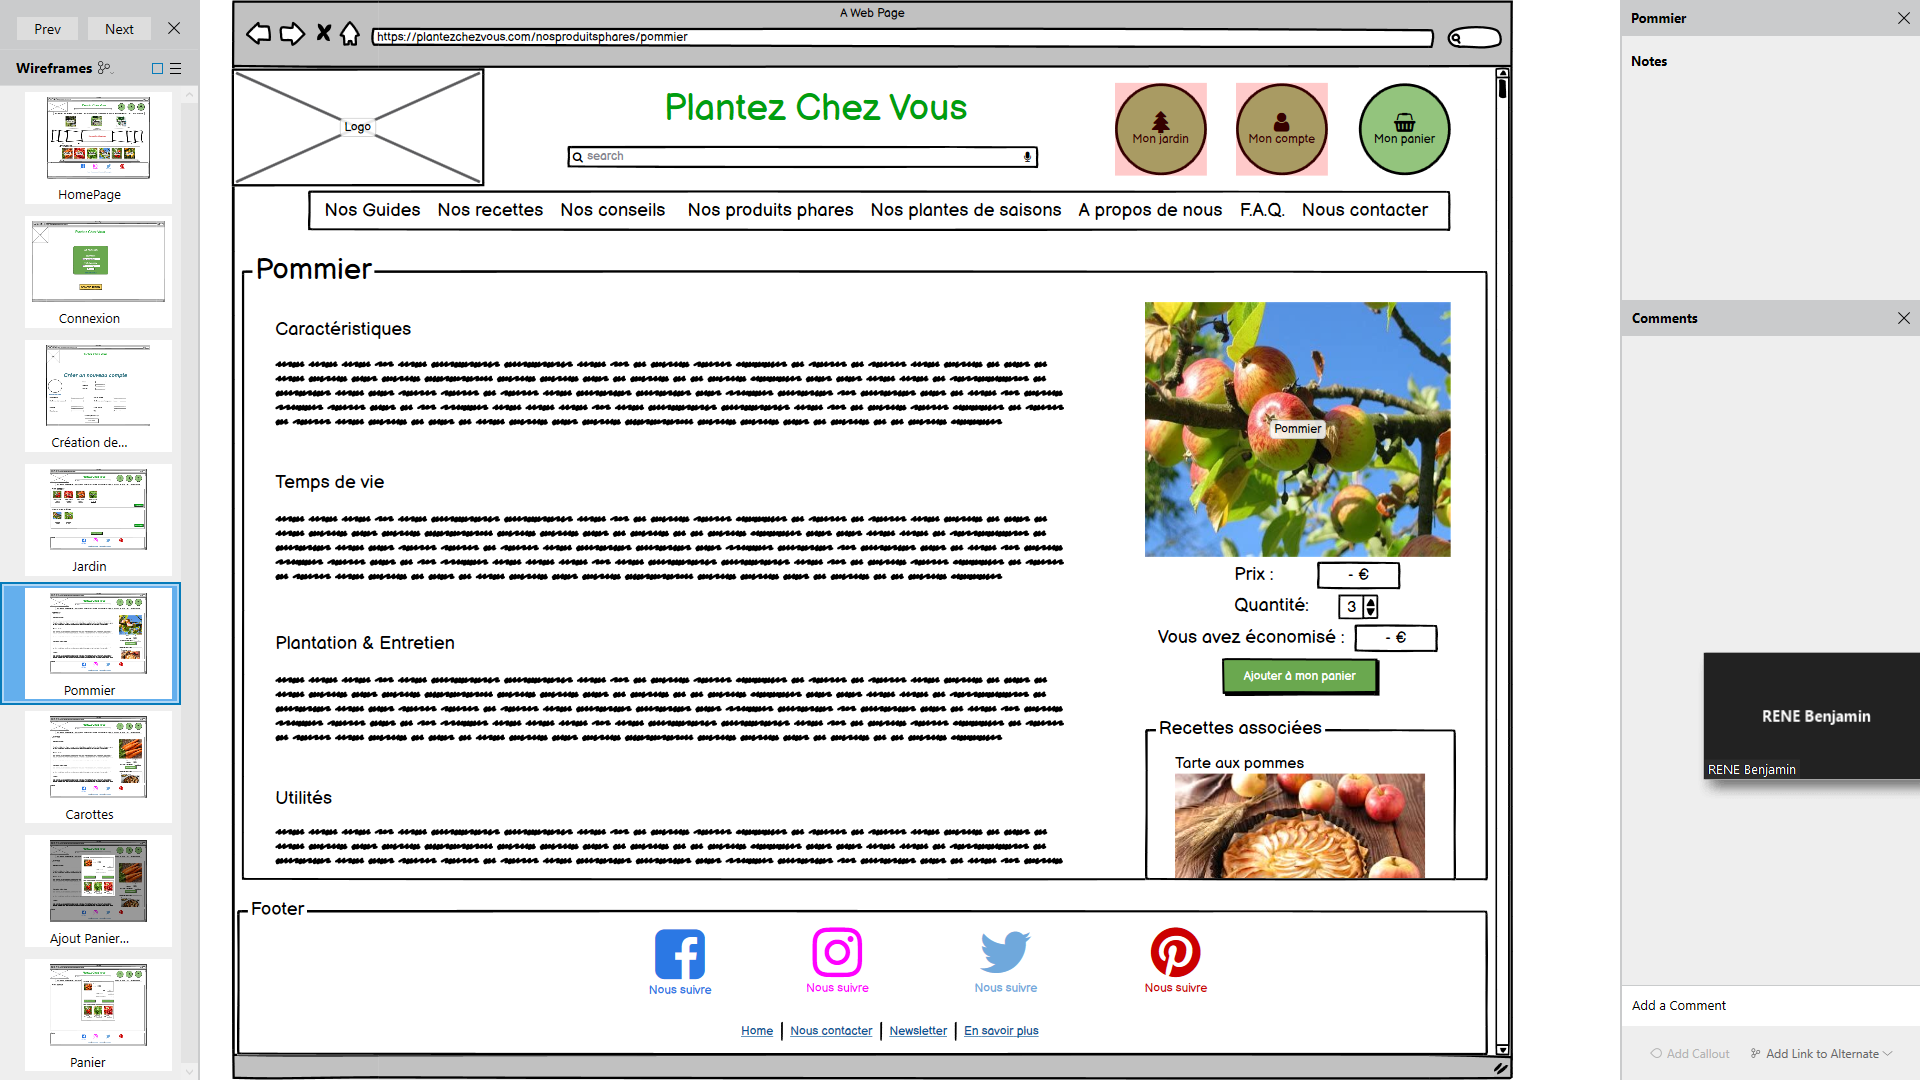 Prev Next
Wireframes
HomePage
Connexion
Créer un nouveau compte
Création de...
Jardin
Pommier
Carottes
Ajout Panier...
Panier
A Web Page
https://plantezchezvous.com/nosproduitsphares/pommier
Logo
Plantez Chez Vous
search
Mon jardin
Mon compte
Mon panier
Nos Guides Nos recettes Nos conseils Nos produits phares Nos plantes de saisons A propos de nous F.A.Q. Nous contacter
Pommier
Caractéristiques
Temps de vie
Plantation & Entretien
Utilités
Pommier
Prix : - €
Quantité: 3
Vous avez économisé : - €
Ajouter à mon panier
Recettes associées
Tarte aux pommes
Footer
Nous suivre
Nous suivre
Nous suivre
Nous suivre
Home Nous contacter Newsletter En savoir plus
Pommier
Notes
Comments
RENE Benjamin
RENE Benjamin
Add a Comment
Add Callout Add Link to Alternate